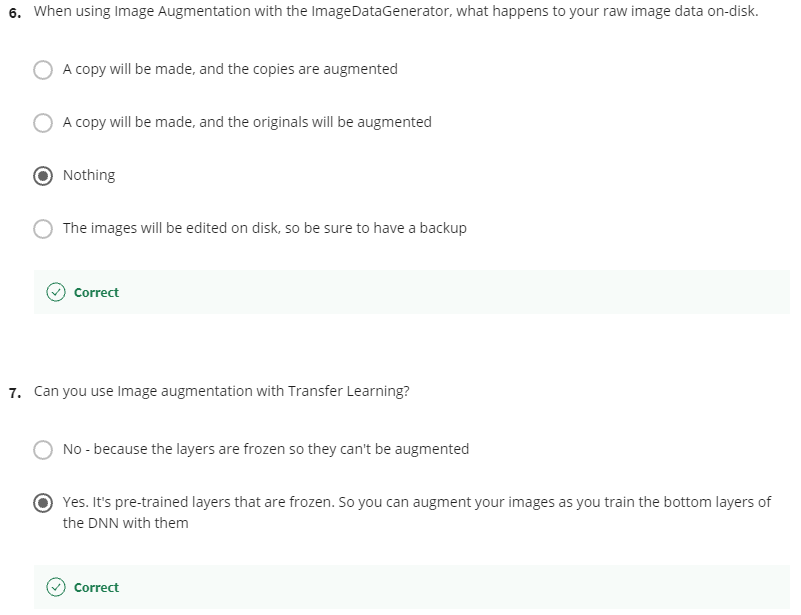 6. When using Image Augmentation with the ImageDataGenerator, what happens to your raw image data on-disk.
A copy will be made, and the copies are augmented
A copy will be made, and the originals will be augmented
Nothing
The images will be edited on disk, so be sure to have a backup
Correct
7. Can you use Image augmentation with Transfer Learning?
No - because the layers are frozen so they can't be augmented
Yes. It's pre-trained layers that are frozen. So you can augment your images as you train the bottom layers of
the DNN with them
Correct